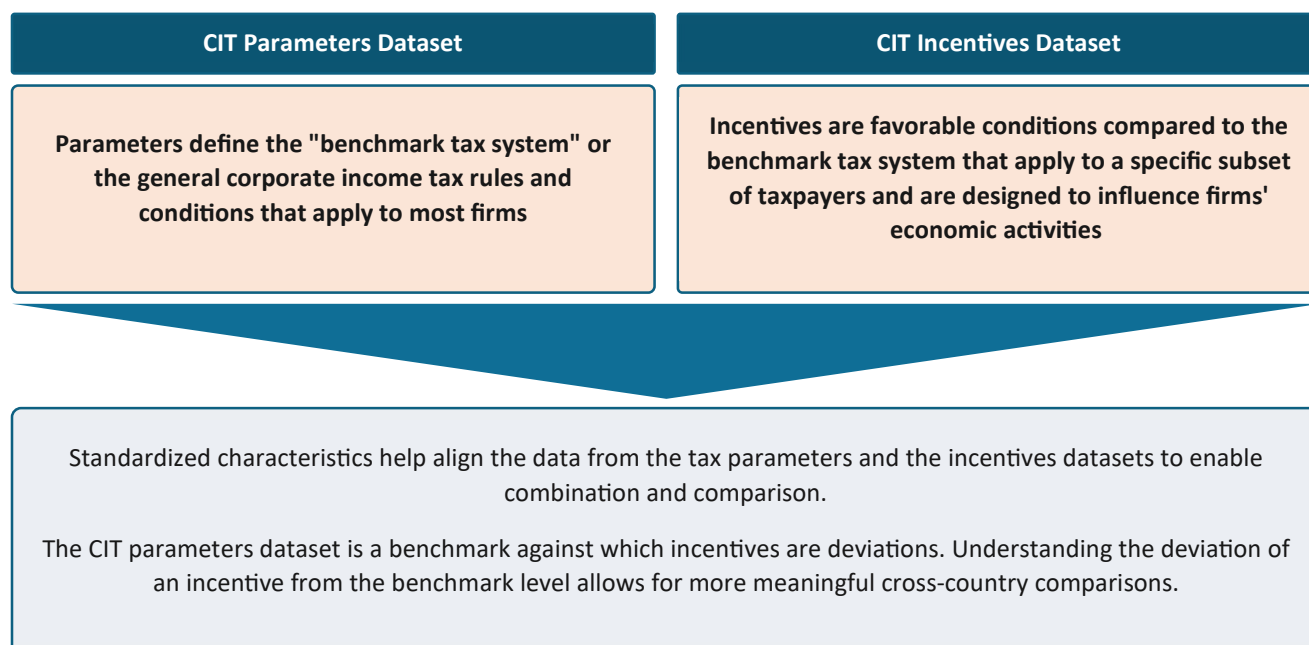 CIT Parameters Dataset
CIT Incentives Dataset
Parameters define the "benchmark tax system" or
the general corporate income tax rules and
conditions that apply to most firms
Incentives are favorable conditions compared to the
benchmark tax system that apply to a specific subset
of taxpayers and are designed to influence firms'
economic activities
Standardized characteristics help align the data from the tax parameters and the incentives datasets to enable
combination and comparison.
The CIT parameters dataset is a benchmark against which incentives are deviations. Understanding the deviation of
an incentive from the benchmark level allows for more meaningful cross-country comparisons.